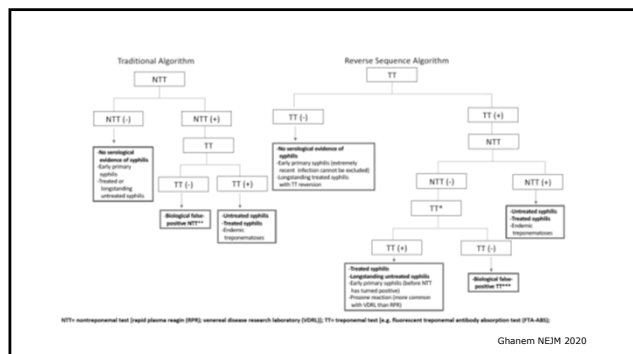 Traditional Algorithm
NTT
NTT (-)
NTT (+)
-No serological
evidence of syphilis
-Early primary
syphilis
-Treated or
longstanding
untreated syphilis
TT
TT (-)
TT (+)
-Biological false-
positive NTT**
-Untreated syphilis
-Treated syphilis
-Endemic
treponematoses
Reverse Sequence Algorithm
TT
TT (-)
TT (+)
-No serological evidence of
syphilis
-Early primary syphilis (extremely
recent infection cannot be excluded)
-Longstanding treated syphilis
with TT reversion
NTT
NTT (-)
NTT (+)
TT*
-Untreated syphilis
-Treated syphilis
-Endemic
treponematoses
TT (+)
TT (-)
-Treated syphilis
-Longstanding untreated syphilis
-Early primary syphilis (before NTT
has turned positive)
-Prozone reaction (more common
with VDRL than RPR)
-Biological false-
positive TT***
NTT= nontreponemal test [rapid plasma reagin (RPR); venereal disease research laboratory (VDRL)]; TT= treponemal test [e.g. fluorescent treponemal antibody absorption test (FTA-ABS);
Ghanem NEJM 2020